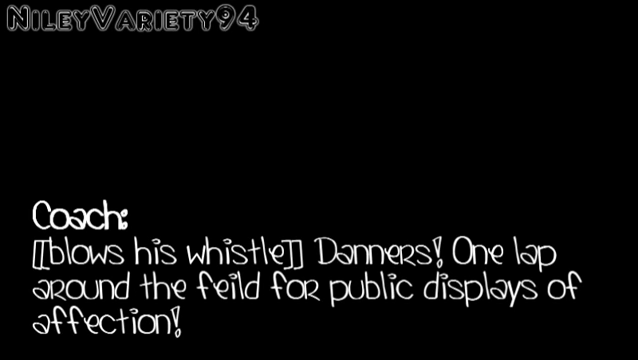 NileyVariety94
Coach:
[[blows his whistle]] Danners! One lap
around the feild for public displays of
affection!